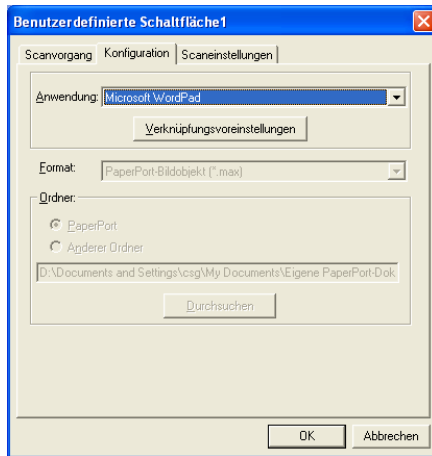 Benutzerdefinierte Schaltfläche1
Scanvorgang Konfiguration Scaneinstellungen
Anwendung: Microsoft WordPad
Verknüpfungsvoreinstellungen
Format: PaperPort-Bildobjekt (*.max)
Ordner:
PaperPort
Anderer Ordner
D:\Documents and Settings\csg\My Documents\Eigene PaperPort-Dok
Durchsuchen
OK Abbrechen